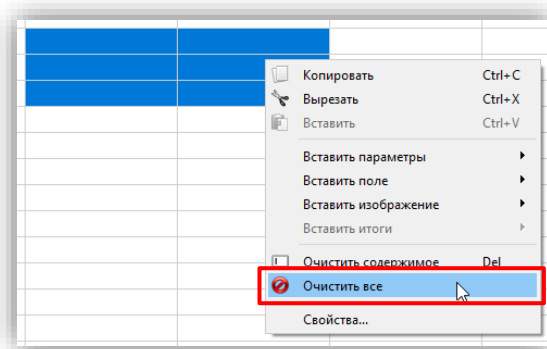 Копировать Ctrl+C
Вырезать Ctrl+X
Вставить Ctrl+V
Вставить параметры
Вставить поле
Вставить изображение
Вставить итоги
Очистить содержимое Del
Очистить все
Свойства...